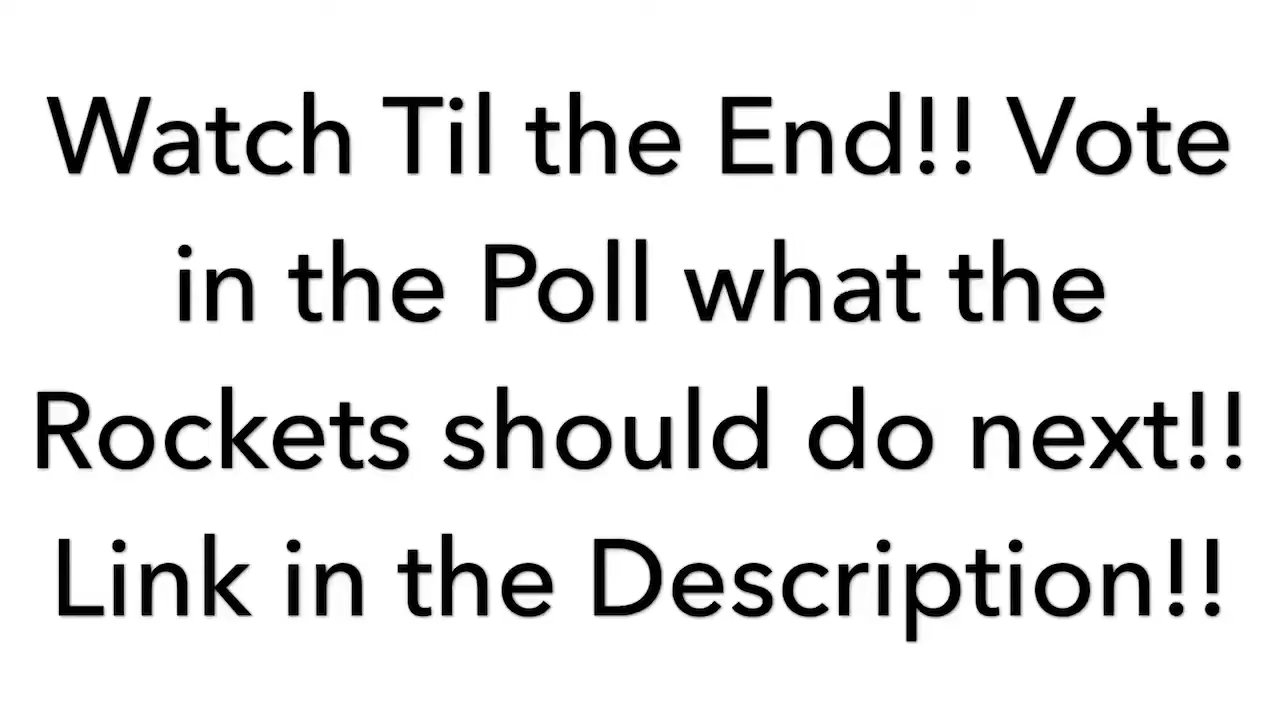 Watch Til the End!! Vote
in the Poll what the
Rockets should do next!!
Link in the Description!!